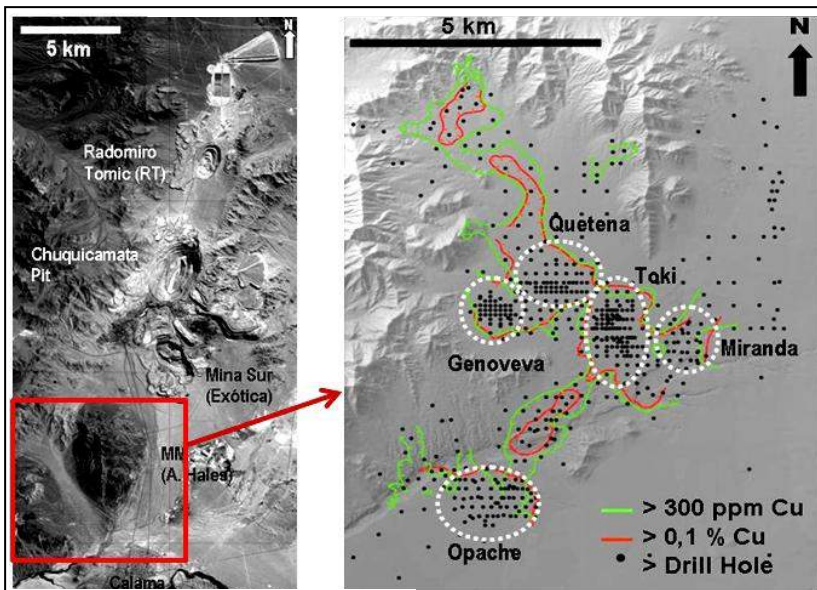 5 km
N
Radomiro
Tomic (RT)
Chuquicamata
Pit
Mina Sur
(Exótica)
MM
(A. Hales)
Calama
5 km
N
Quetena
Toki
Genoveva
Miranda
Opache
> 300 ppm Cu
> 0,1 % Cu
> Drill Hole